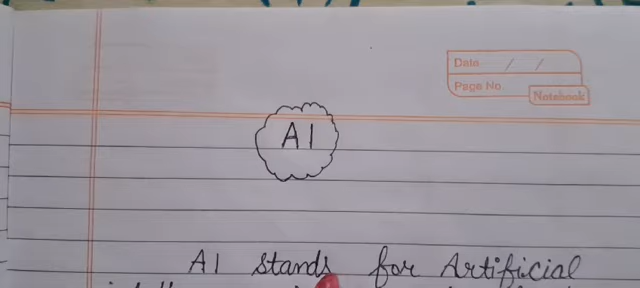 Date / /
Page No
Notebook
AI
AI stands for Artificial